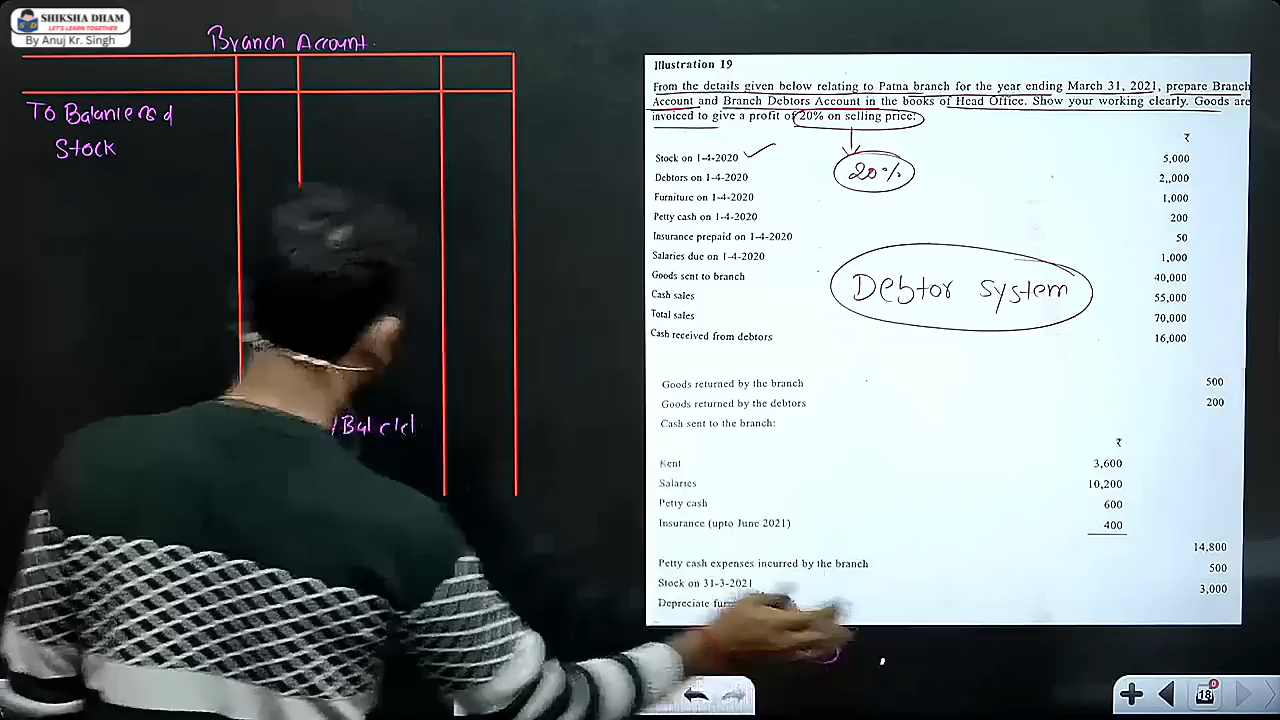 SHIKSHA DHAM
LET'S LEARN TOGETHER
By Anuj Kr. Singh
Branch Account
To Balance b/d
Stock
Bal c/d
Illustration 19
From the details given below relating to Patna branch for the year ending March 31, 2021, prepare Branch
Account and Branch Debtors Account in the books of Head Office. Show your working clearly. Goods are
invoiced to give a profit of 20% on selling price:
20%
₹
Stock on 1-4-2020 5,000
Debtors on 1-4-2020 2,,000
Furniture on 1-4-2020 1,000
Petty cash on 1-4-2020 200
Insurance prepaid on 1-4-2020 50
Salaries due on 1-4-2020 1,000
Goods sent to branch 40,000
Cash sales 55,000
Total sales 70,000
Cash received from debtors 16,000
Debtor system
Goods returned by the branch 500
Goods returned by the debtors 200
Cash sent to the branch:
₹
Rent 3,600
Salaries 10,200
Petty cash 600
Insurance (upto June 2021) 400
14,800
Petty cash expenses incurred by the branch 500
Stock on 31-3-2021 3,000
Depreciate
18
0